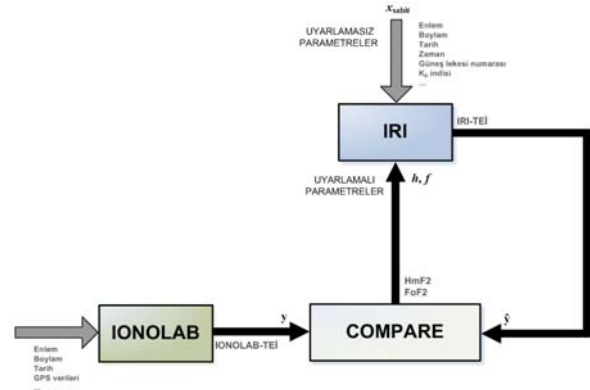 x_sabit
UYARLAMASIZ
PARAMETRELER
Enlem
Boylam
Tarih
Zaman
Güneş lekesi numarası
Kp indisi
...
IRI
IRI-TEİ
UYARLAMALI
PARAMETRELER
h, f
HmF2
FoF2
y
IONOLAB
IONOLAB-TEİ
COMPARE
ŷ
Enlem
Boylam
Tarih
GPS verileri